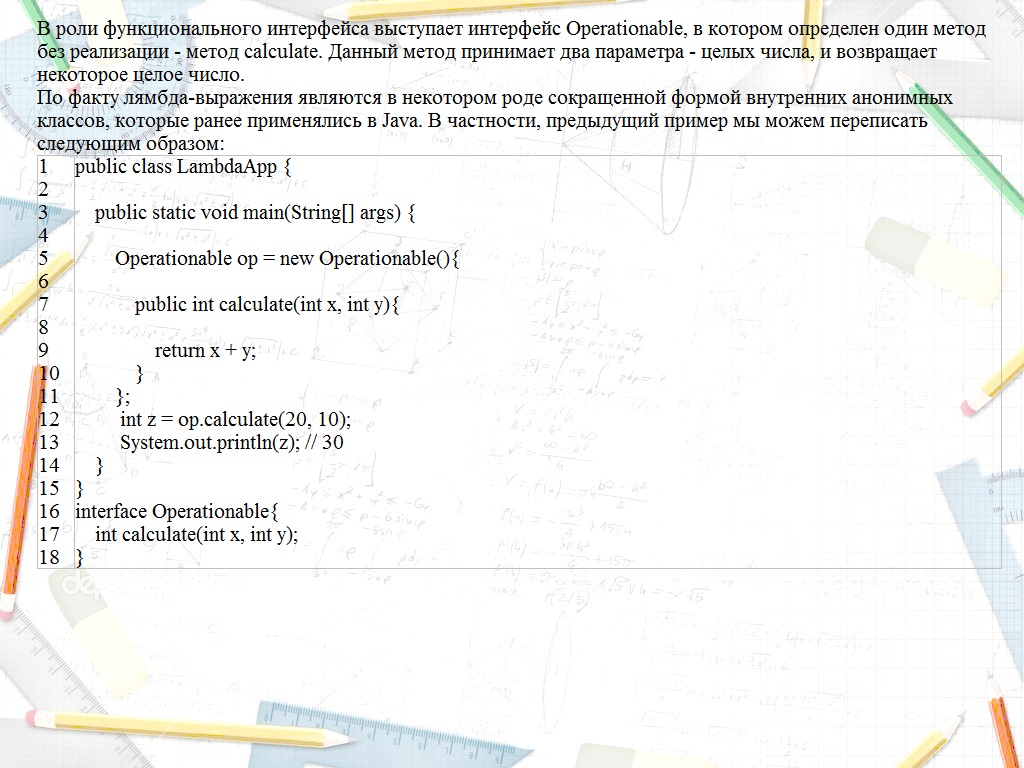 В роли функционального интерфейса выступает интерфейс Operationable, в котором определен один метод
без реализации - метод calculate. Данный метод принимает два параметра - целых числа, и возвращает
некоторое целое число.
По факту лямбда-выражения являются в некотором роде сокращенной формой внутренних анонимных
классов, которые ранее применялись в Java. В частности, предыдущий пример мы можем переписать
следующим образом:
1 public class LambdaApp {
2
3 public static void main(String[] args) {
4
5 Operationable op = new Operationable(){
6
7 public int calculate(int x, int y){
8
9 return x + y;
10 }
11 };
12 int z = op.calculate(20, 10);
13 System.out.println(z); // 30
14 }
15 }
16 interface Operationable{
17 int calculate(int x, int y);
18 }